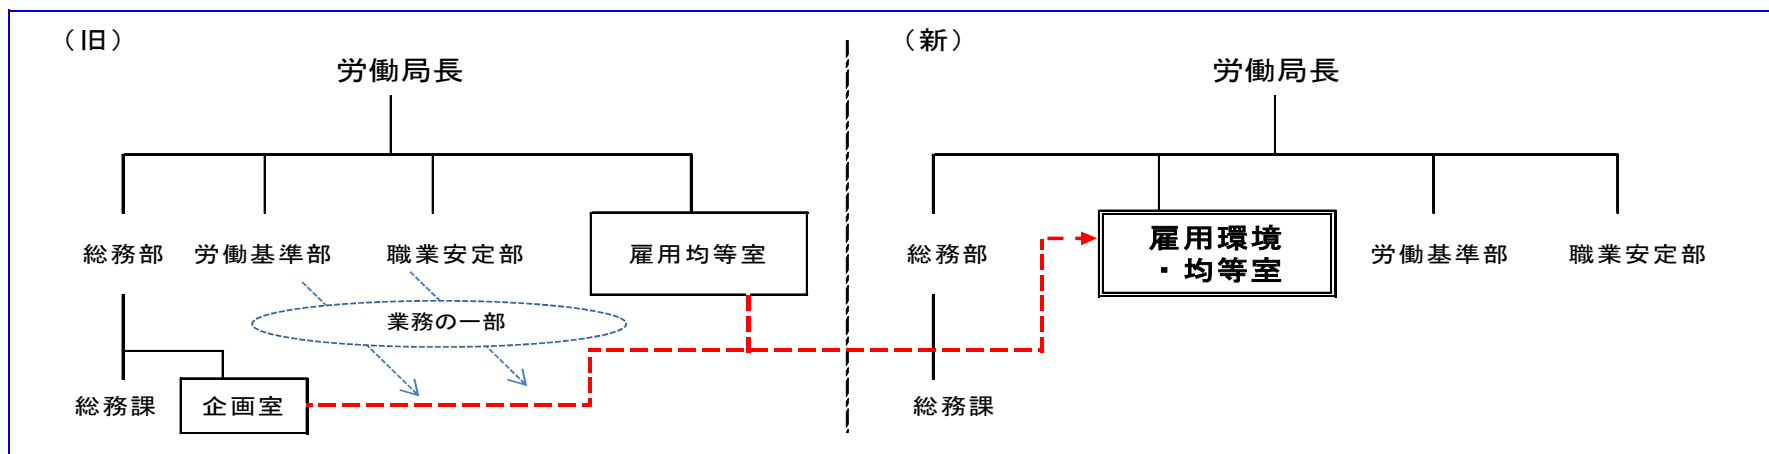 （旧）
労働局長
総務部
労働基準部
職業安定部
雇用均等室
業務の一部
総務課
企画室
（新）
労働局長
総務部
雇用環境
・均等室
労働基準部
職業安定部
総務課